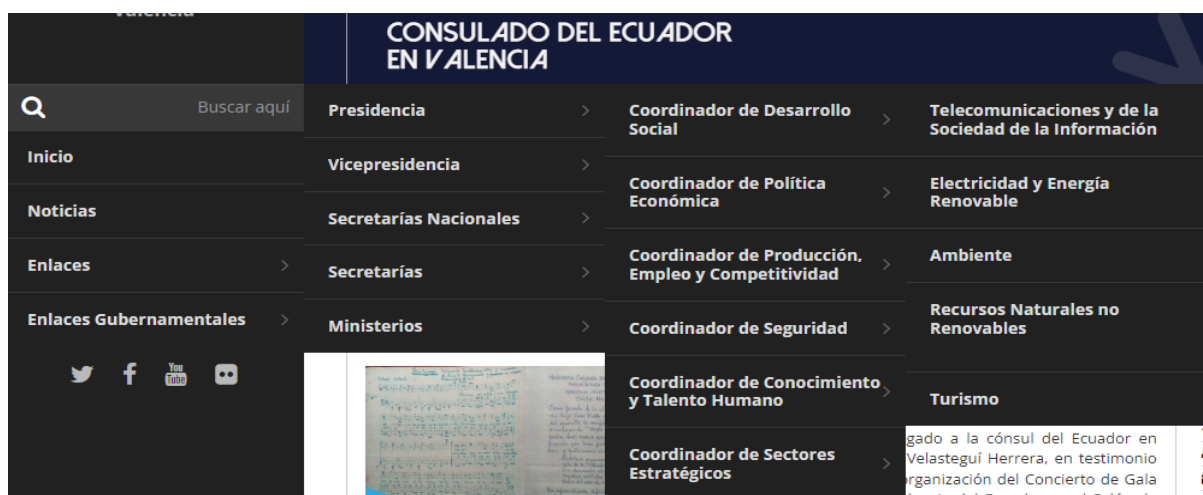 Valencia
CONSULADO DEL ECUADOR
EN VALENCIA
Buscar aquí
Inicio
Noticias
Enlaces
Enlaces Gubernamentales
You
Tube
Presidencia
Vicepresidencia
Secretarías Nacionales
Secretarías
Ministerios
Coordinador de Desarrollo
Social
Coordinador de Política
Económica
Coordinador de Producción,
Empleo y Competitividad
Coordinador de Seguridad
Coordinador de Conocimiento
y Talento Humano
Coordinador de Sectores
Estratégicos
Telecomunicaciones y de la
Sociedad de la Información
Electricidad y Energía
Renovable
Ambiente
Recursos Naturales no
Renovables
Turismo
gado a la cónsul del Ecuador en
Velasteguí Herrera, en testimonio
organización del Concierto de Gala